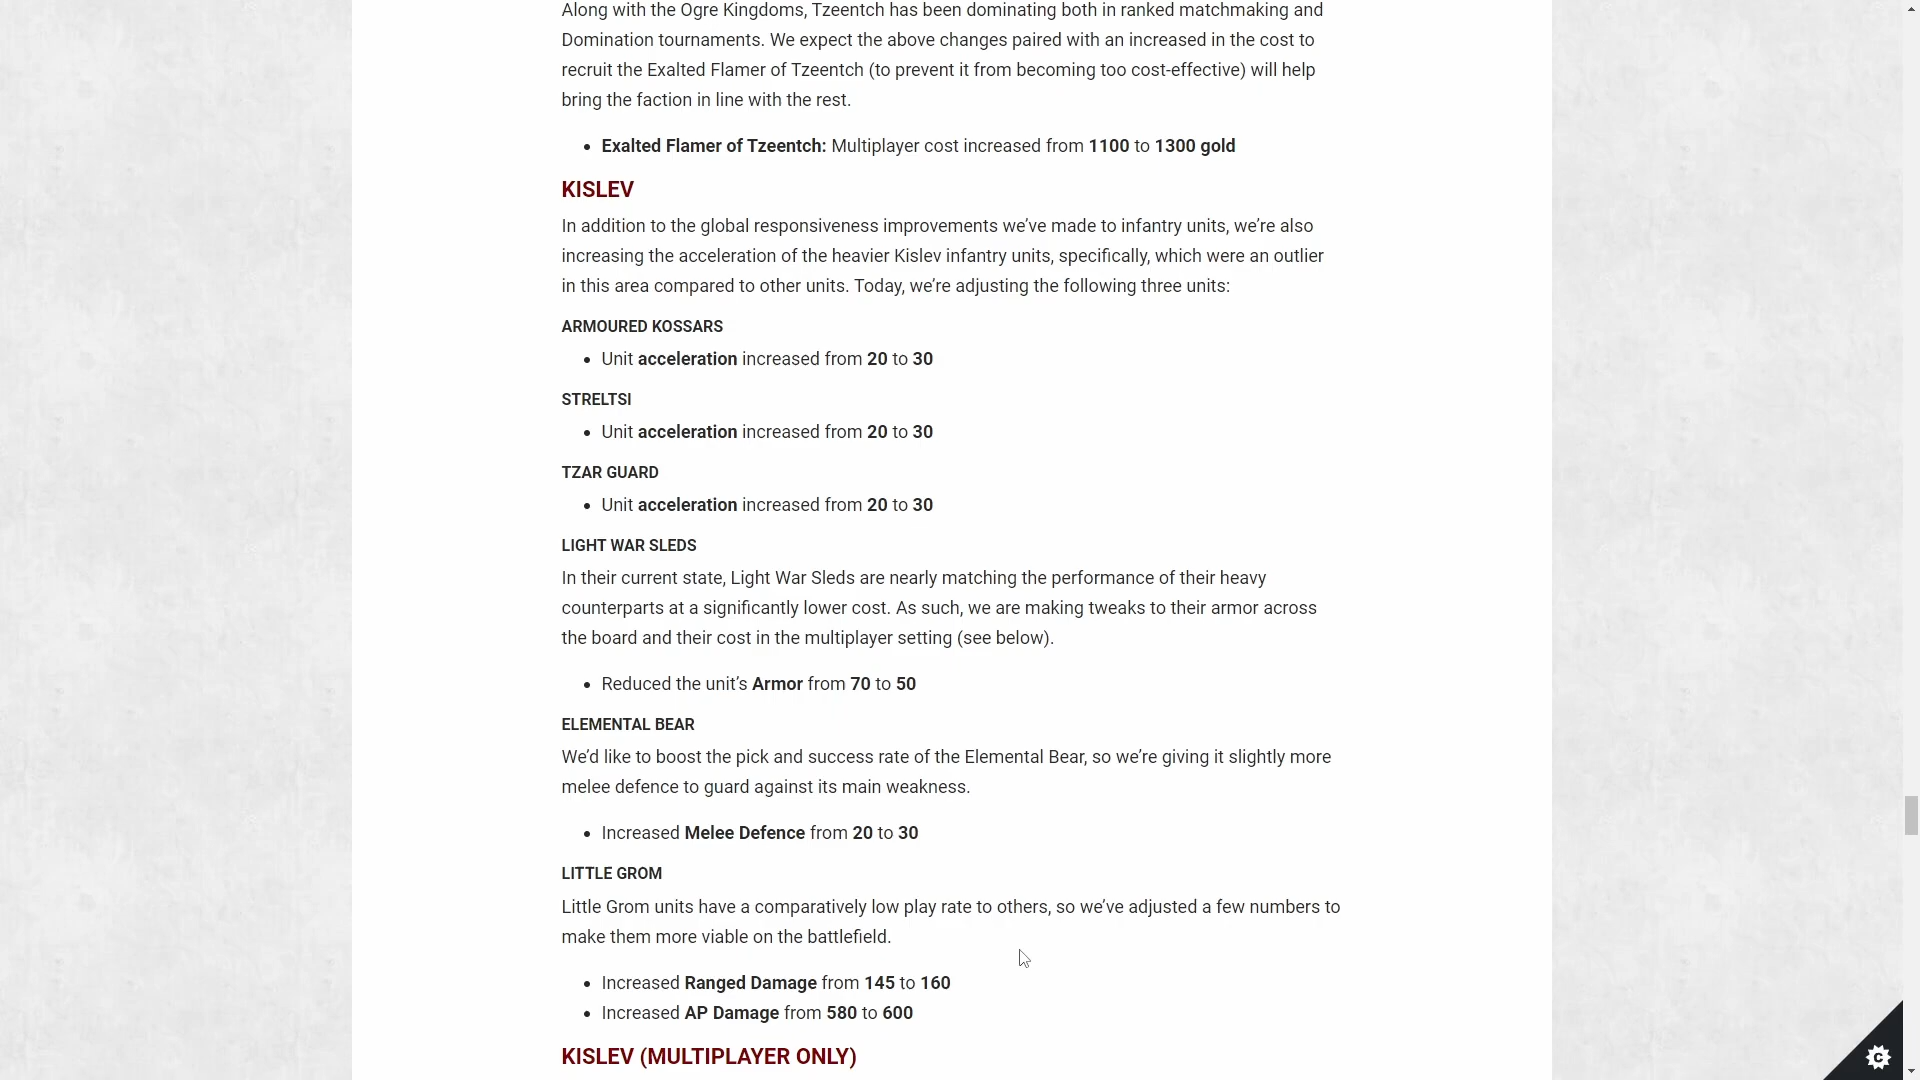 Along with the Ogre Kingdoms, Tzeentch has been dominating both in ranked matchmaking and
Domination tournaments. We expect the above changes paired with an increased in the cost to
recruit the Exalted Flamer of Tzeentch (to prevent it from becoming too cost-effective) will help
bring the faction in line with the rest.
• Exalted Flamer of Tzeentch: Multiplayer cost increased from 1100 to 1300 gold
KISLEV
In addition to the global responsiveness improvements we’ve made to infantry units, we’re also
increasing the acceleration of the heavier Kislev infantry units, specifically, which were an outlier
in this area compared to other units. Today, we’re adjusting the following three units:
ARMOURED KOSSARS
• Unit acceleration increased from 20 to 30
STRELTSI
• Unit acceleration increased from 20 to 30
TZAR GUARD
• Unit acceleration increased from 20 to 30
LIGHT WAR SLEDS
In their current state, Light War Sleds are nearly matching the performance of their heavy
counterparts at a significantly lower cost. As such, we are making tweaks to their armor across
the board and their cost in the multiplayer setting (see below).
• Reduced the unit’s Armor from 70 to 50
ELEMENTAL BEAR
We’d like to boost the pick and success rate of the Elemental Bear, so we’re giving it slightly more
melee defence to guard against its main weakness.
• Increased Melee Defence from 20 to 30
LITTLE GROM
Little Grom units have a comparatively low play rate to others, so we’ve adjusted a few numbers to
make them more viable on the battlefield.
• Increased Ranged Damage from 145 to 160
• Increased AP Damage from 580 to 600
KISLEV (MULTIPLAYER ONLY)
C